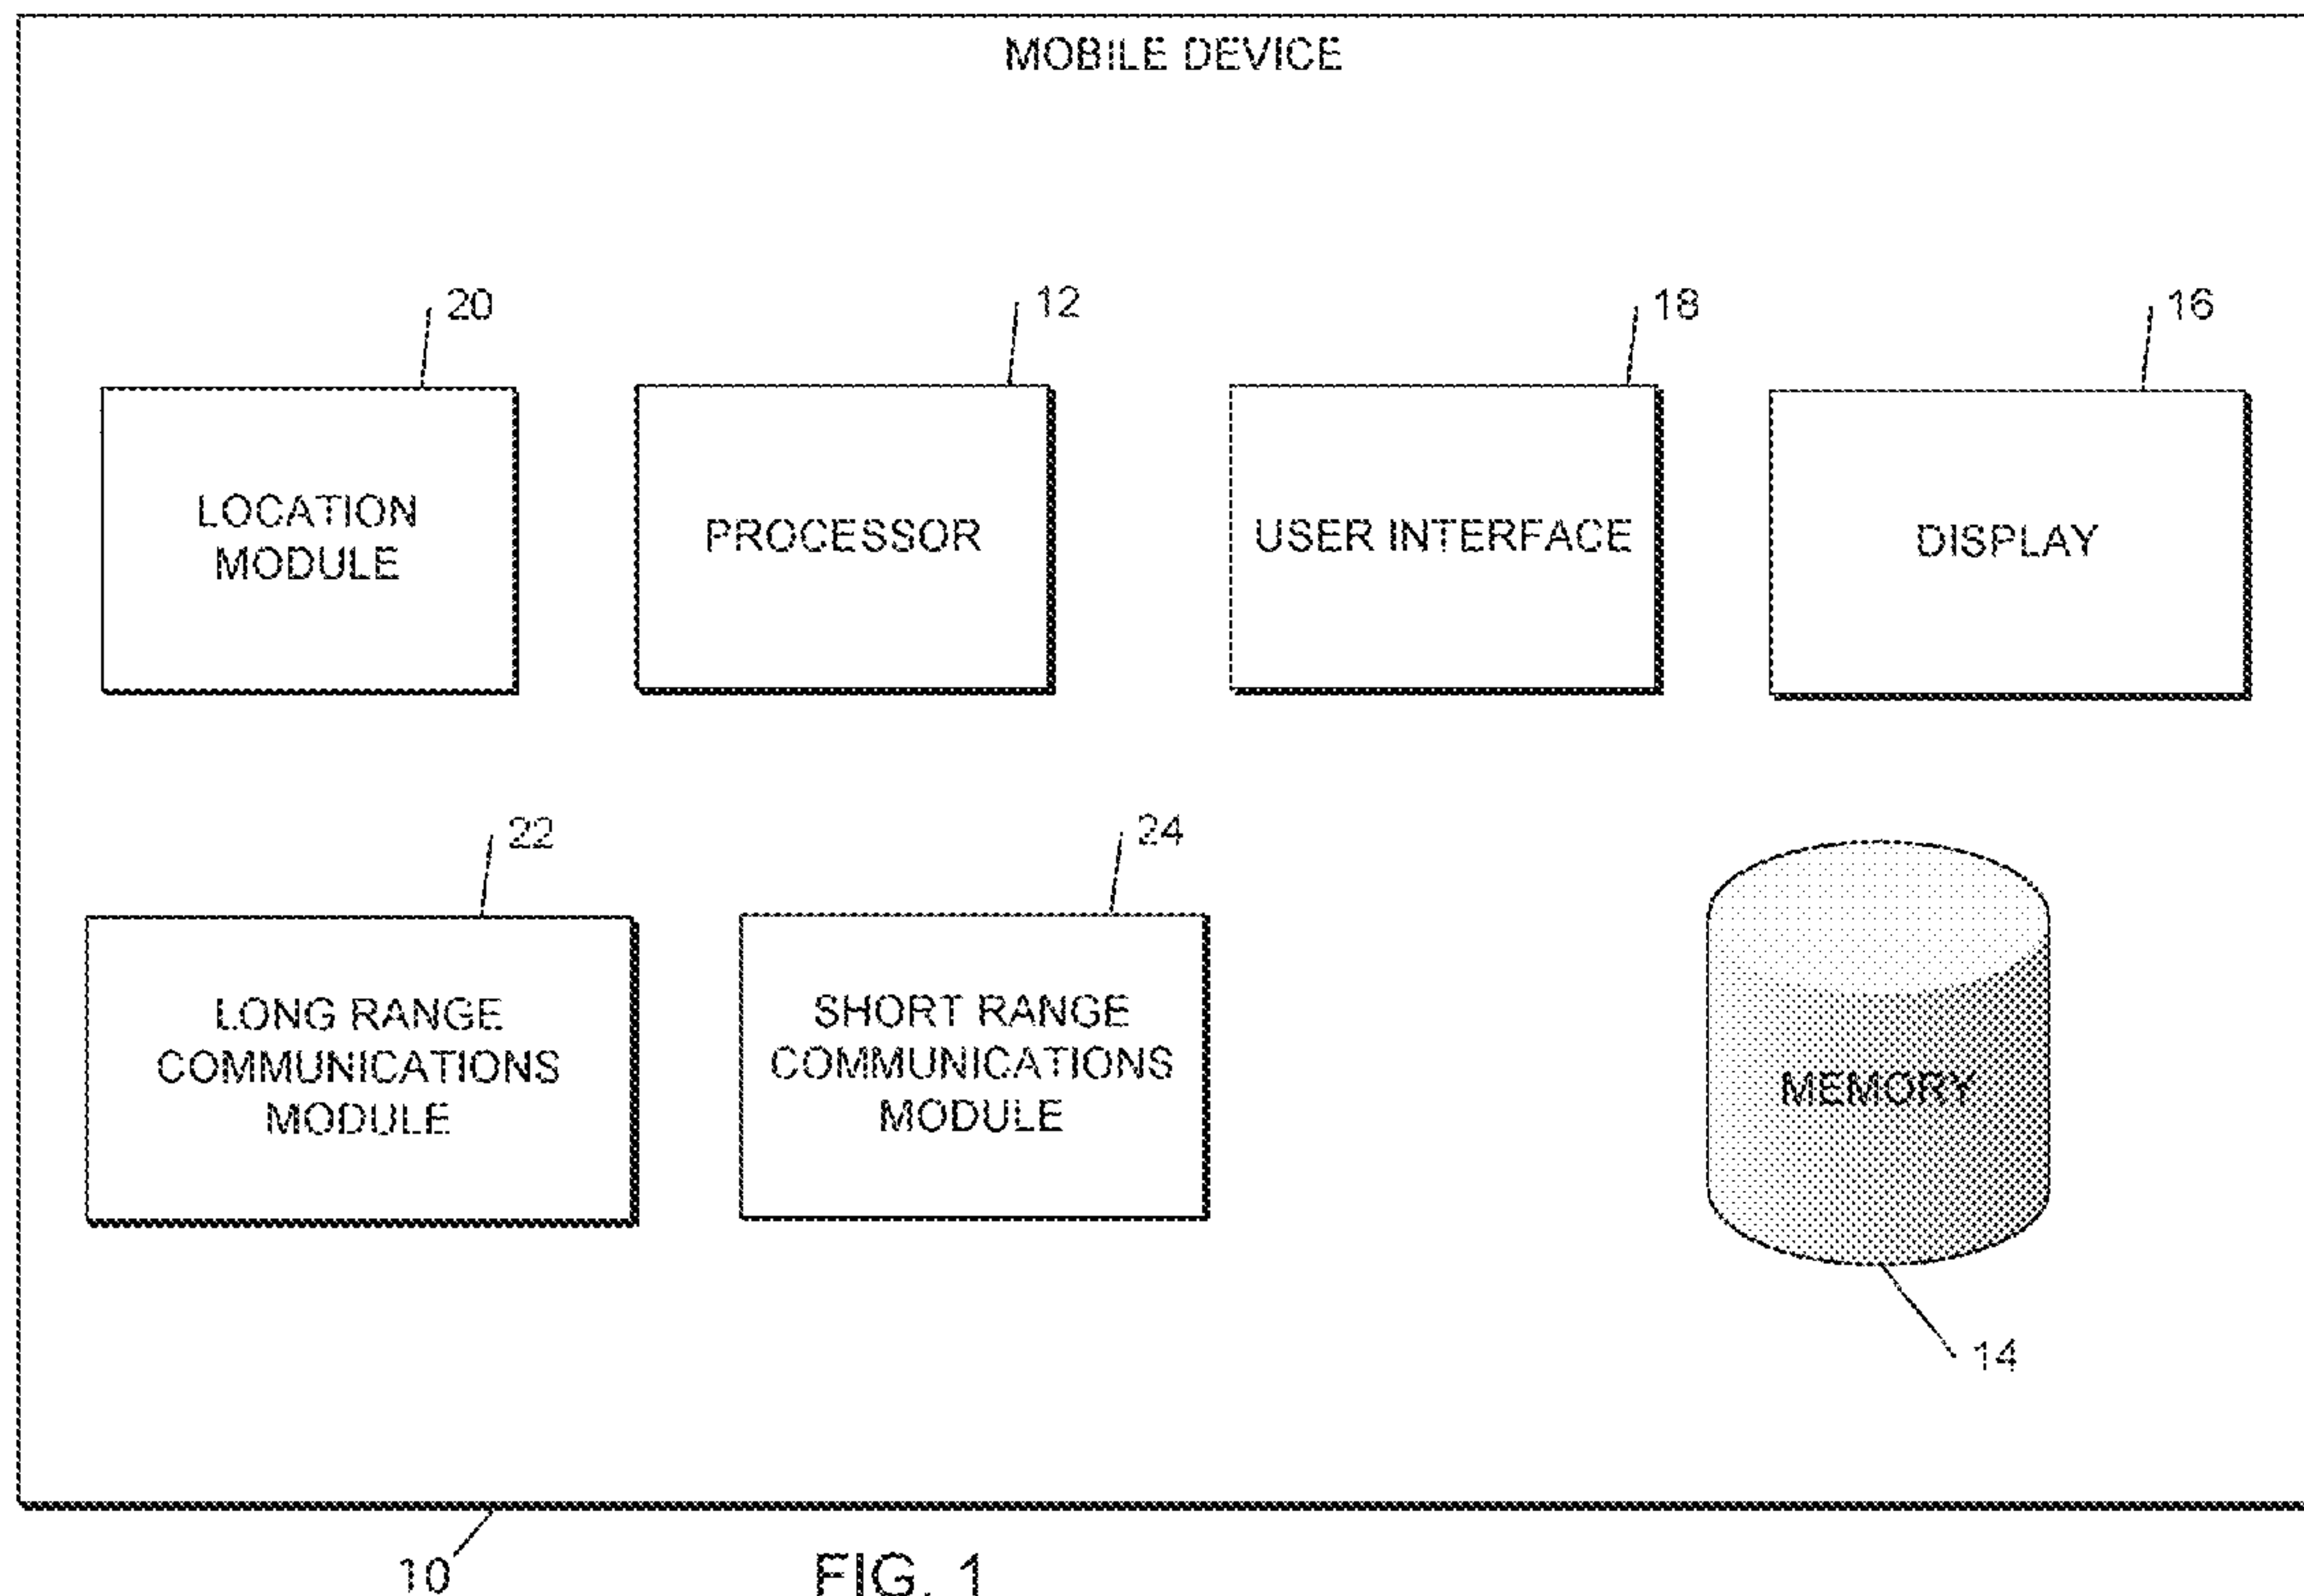 MOBILE DEVICE
20
12
18
16
LOCATION
MODULE
PROCESSOR
USER INTERFACE
DISPLAY
22
24
LONG RANGE
COMMUNICATIONS
MODULE
SHORT RANGE
COMMUNICATIONS
MODULE
MEMORY
14
10
FIG. 1